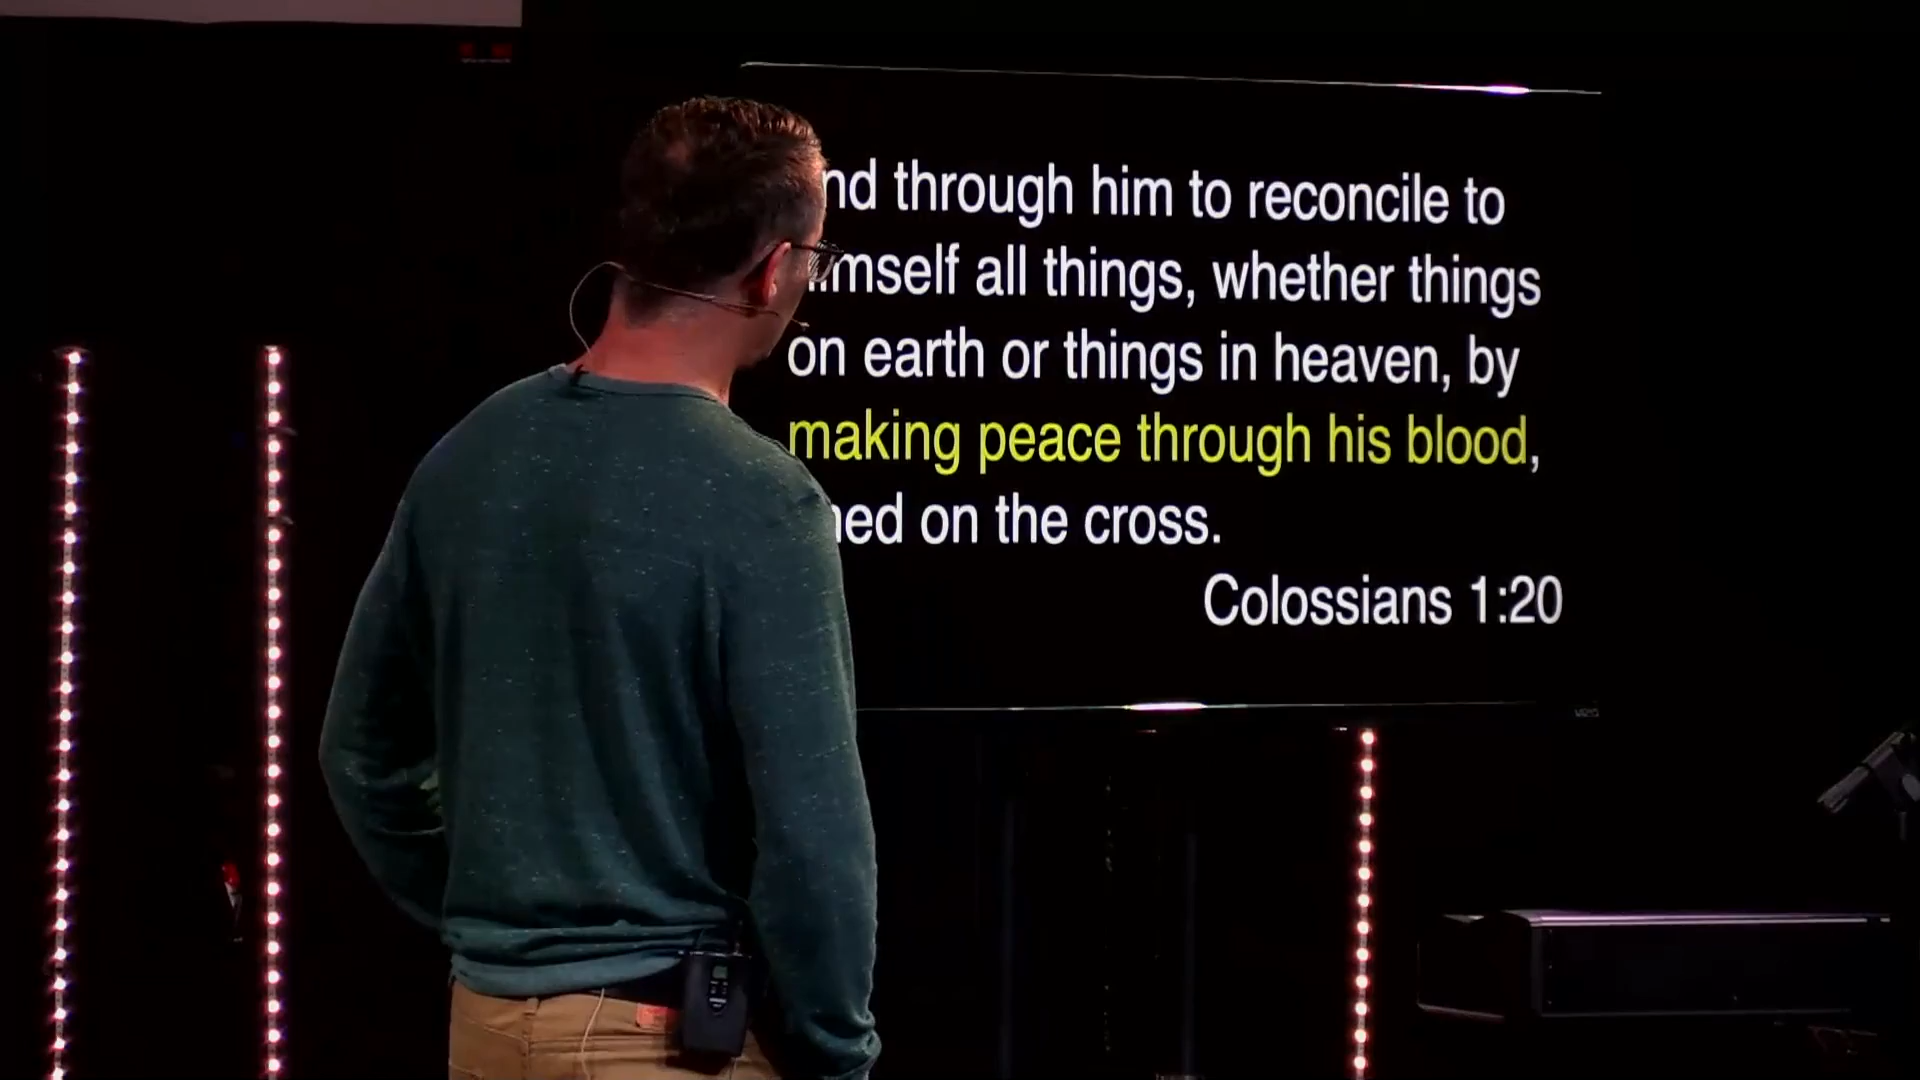 nd through him to reconcile to
mself all things, whether things
on earth or things in heaven, by
making peace through his blood,
hed on the cross.
Colossians 1:20